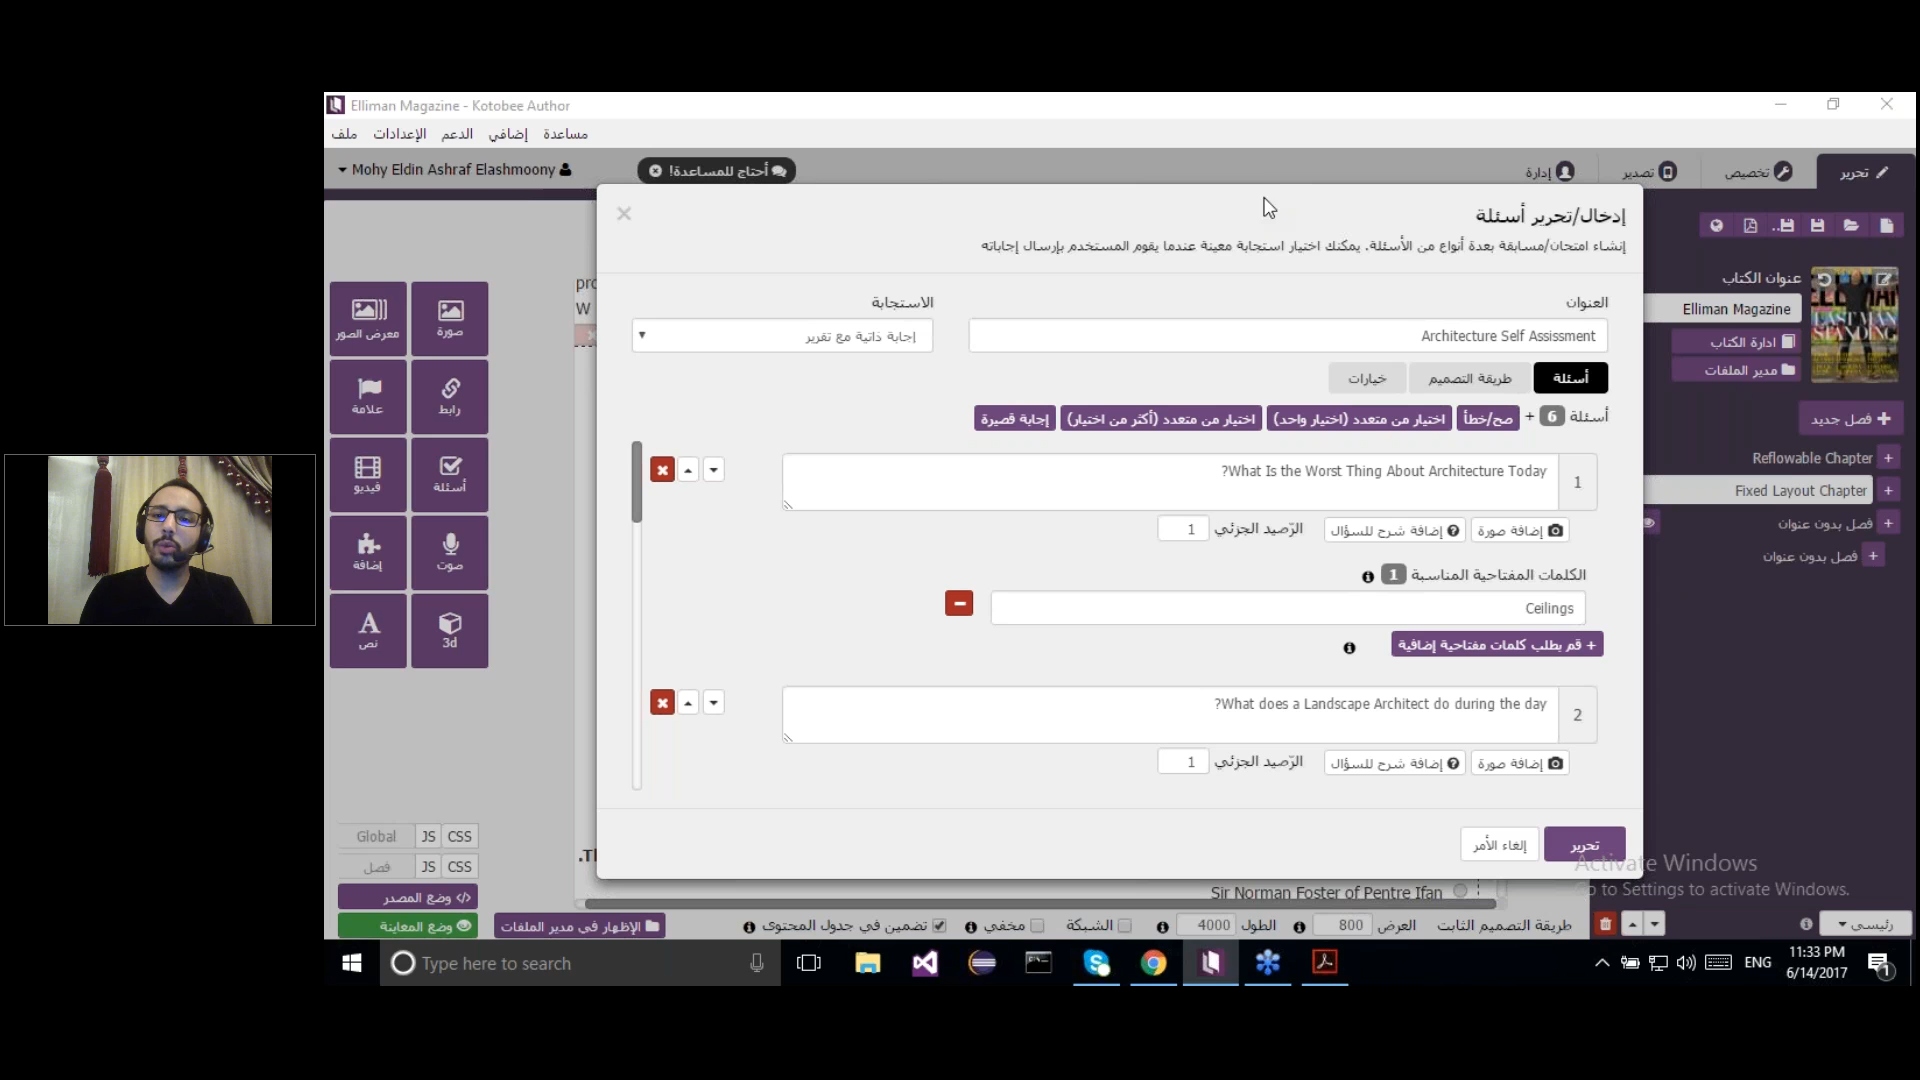 Elliman Magazine - Kotobee Author
ملف الإعدادات الدعم إضافي مساعدة
Mohy Eldin Ashraf Elashmoony
أحتاج للمساعدة!
إدارة
تصدير
تخصيص
تحرير
إدخال/تحرير أسئلة
إنشاء امتحان/مسابقة بعدة أنواع من الأسئلة. يمكنك اختيار استجابة معينة عندما يقوم المستخدم بإرسال إجاباته
العنوان
الاستجابة
Architecture Self Assissment
إجابة ذاتية مع تقرير
أسئلة
طريقة التصميم
خيارات
أسئلة 6 + صح/خطأ اختيار من متعدد (اختيار واحد) اختيار من متعدد (أكثر من اختيار) إجابة قصيرة
1
?What Is the Worst Thing About Architecture Today
إضافة صورة
إضافة شرح للسؤال
الرّصيد الجزئي 1
الكلمات المفتاحية المناسبة 1
Ceilings
+ قم بطلب كلمات مفتاحية إضافية
2
?What does a Landscape Architect do during the day
إضافة صورة
إضافة شرح للسؤال
الرّصيد الجزئي 1
تحرير
إلغاء الأمر
عنوان الكتاب
Elliman Magazine
ادارة الكتاب
مدير الملفات
LAST MAN
STANDING
فصل جديد
Reflowable Chapter
Fixed Layout Chapter
فصل بدون عنوان
فصل بدون عنوان
صورة
معرض الصور
رابط
علامة
أسئلة
فيديو
صوت
إضافة
3d
نص
Global JS CSS
فصل JS CSS
وضع المصدر
وضع المعاينة
الإظهار في مدير الملفات
pro
W
.Tl
Sir Norman Foster of Pentre Ifan
طريقة التصميم الثابت العرض 800 الطول 4000 الشبكة مخفي تضمين في جدول المحتوى
رئيسي
Activate Windows
Go to Settings to activate Windows.
Type here to search
ENG
11:33 PM
6/14/2017
1